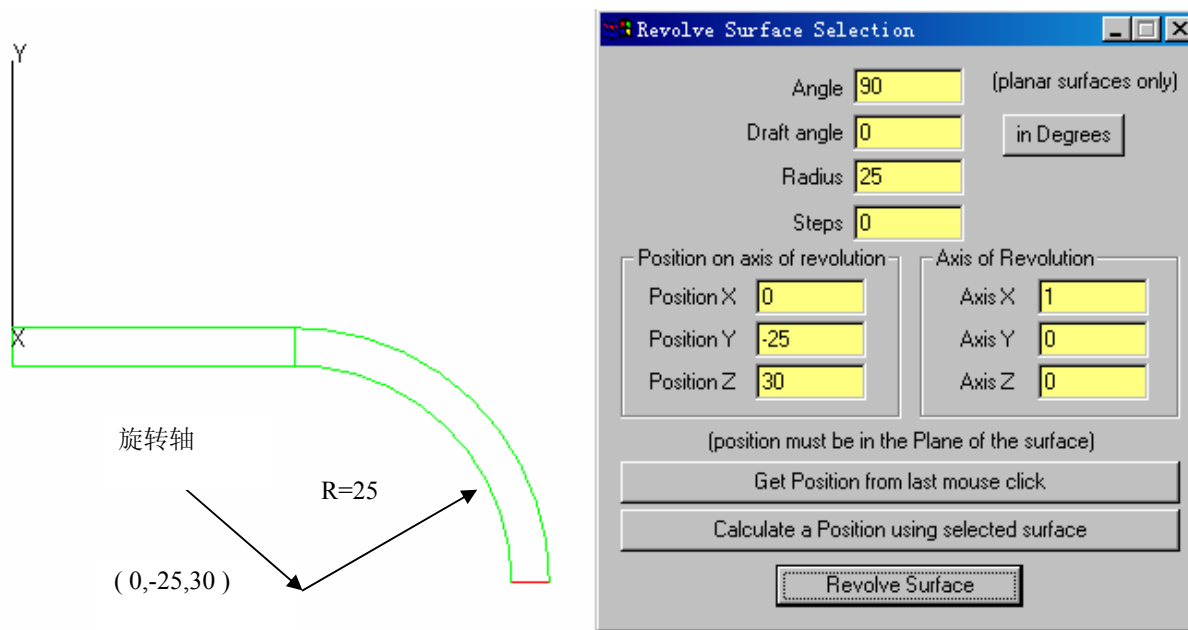 Y
X
旋转轴
R=25
( 0,-25,30 )
Revolve Surface Selection
Angle 90 (planar surfaces only)
Draft angle 0 in Degrees
Radius 25
Steps 0
Position on axis of revolution
Position X 0
Position Y -25
Position Z 30
Axis of Revolution
Axis X 1
Axis Y 0
Axis Z 0
(position must be in the Plane of the surface)
Get Position from last mouse click
Calculate a Position using selected surface
Revolve Surface